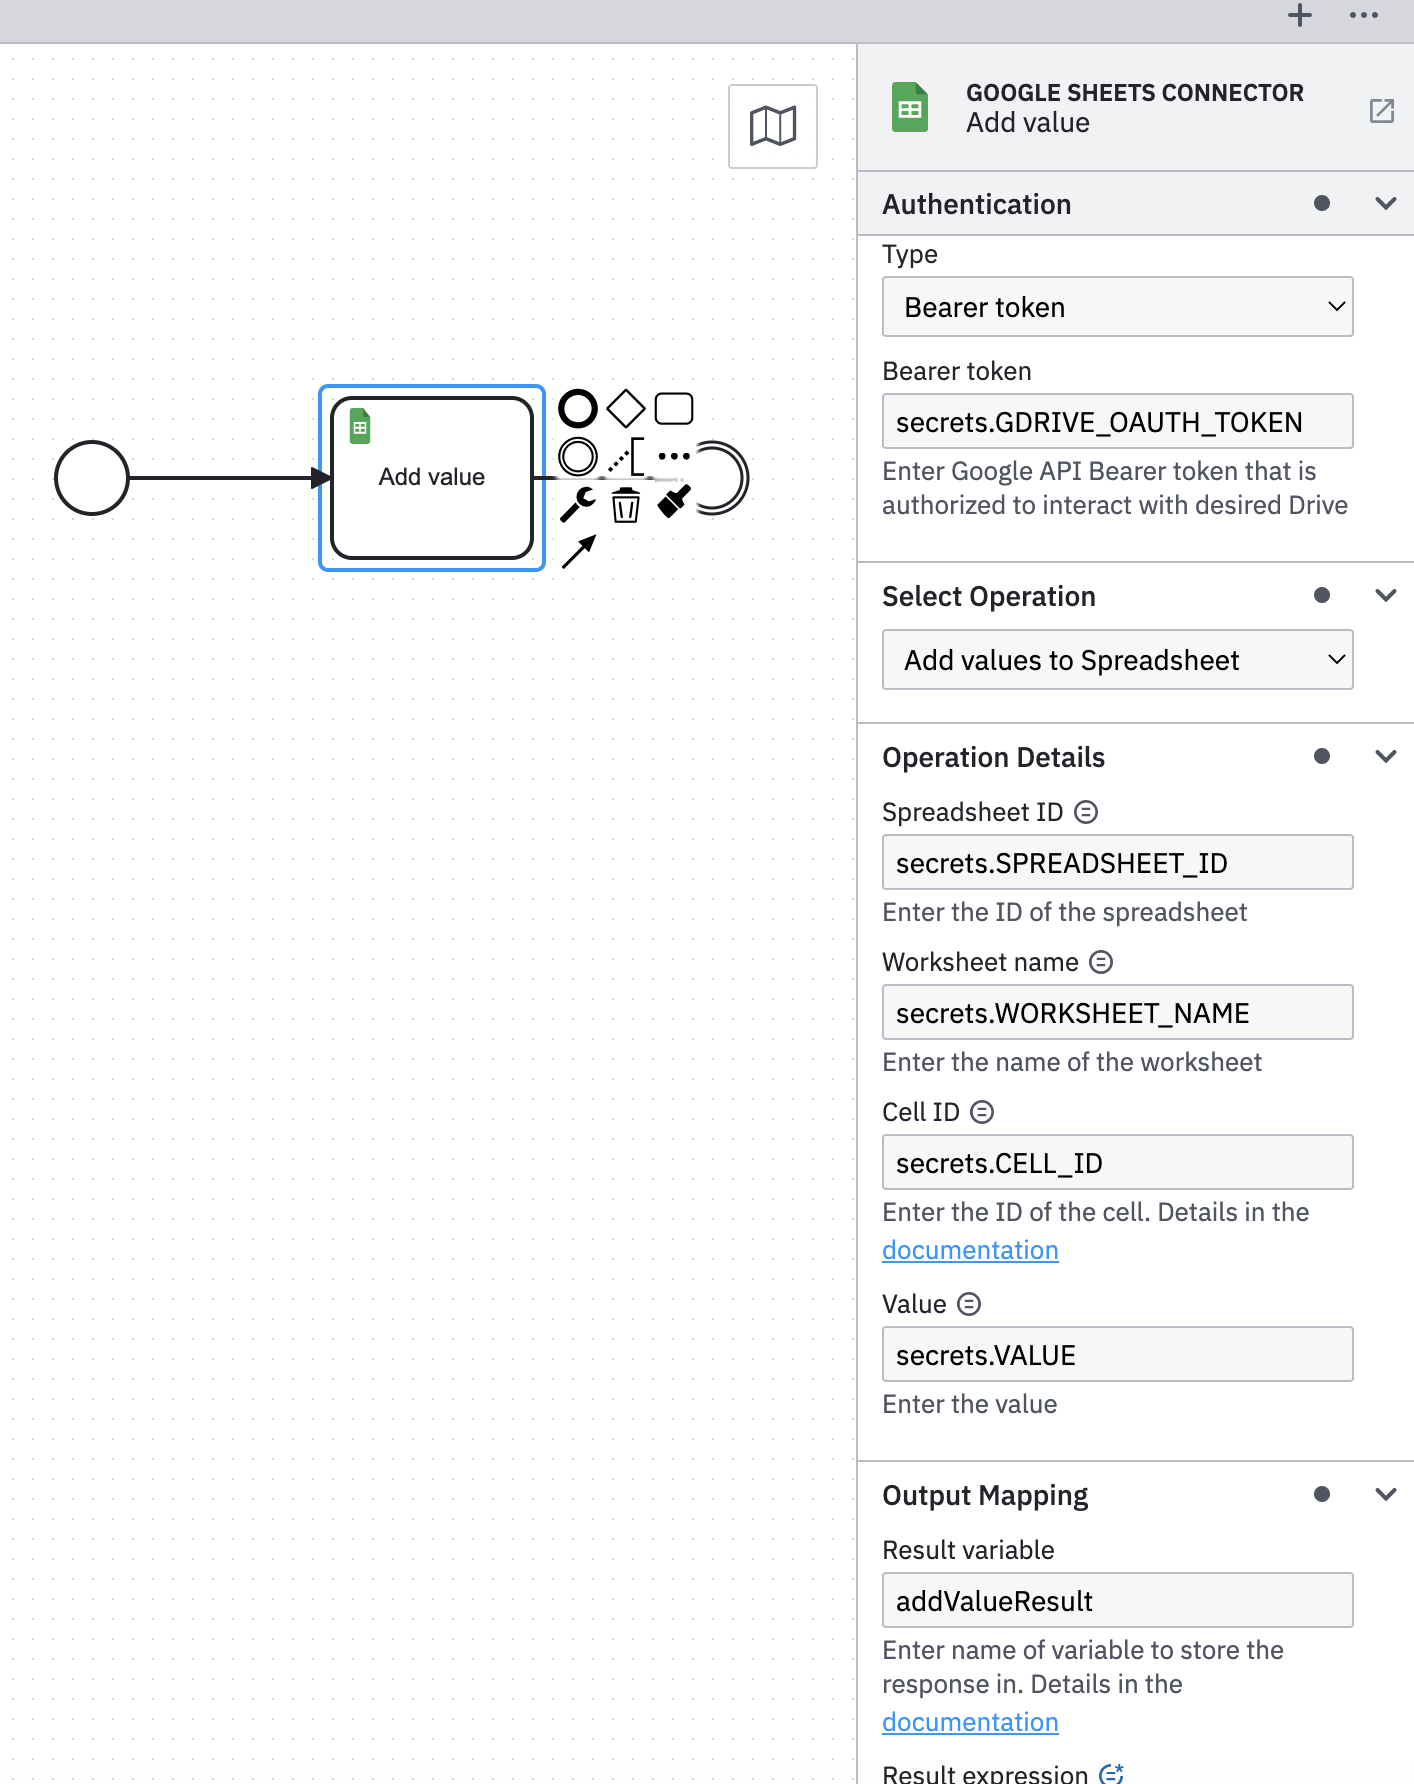 GOOGLE SHEETS CONNECTOR
Add value
Authentication
Type
Bearer token
Bearer token
secrets.GDRIVE_OAUTH_TOKEN
Enter Google API Bearer token that is
authorized to interact with desired Drive
Add value
Select Operation
Add values to Spreadsheet
Operation Details
Spreadsheet ID
secrets.SPREADSHEET_ID
Enter the ID of the spreadsheet
Worksheet name
secrets.WORKSHEET_NAME
Enter the name of the worksheet
Cell ID
secrets.CELL_ID
Enter the ID of the cell. Details in the
documentation
Value
secrets.VALUE
Enter the value
Output Mapping
Result variable
addValueResult
Enter name of variable to store the
response in. Details in the
documentation
Result expression